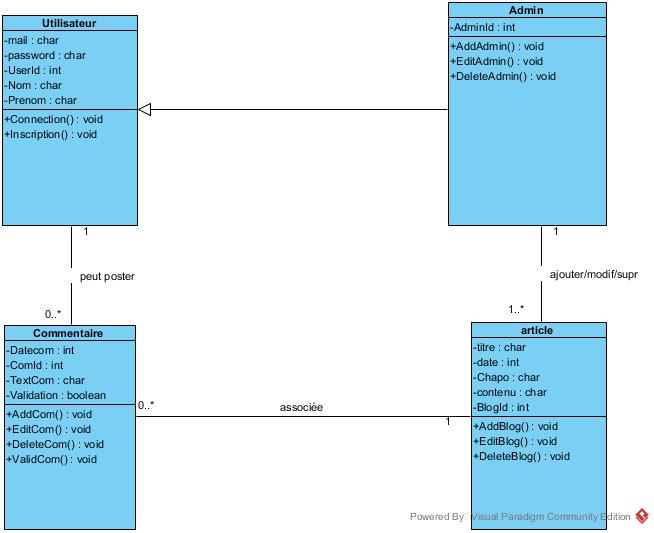 Utilisateur
-mail : char
-password : char
-UserId : int
-Nom : char
-Prenom : char
+Connection() : void
+Inscription() : void
Admin
-AdminId : int
+AddAdmin() : void
+EditAdmin() : void
+DeleteAdmin() : void
1
peut poster
0..*
1
ajouter/modif/supr
1..*
Commentaire
-Datecom : int
-ComId : int
-TextCom : char
-Validation : boolean
+AddCom() : void
+EditCom() : void
+DeleteCom() : void
+ValidCom() : void
0..*
associée
1
article
-titre : char
-date : int
-Chapo : char
-contenu : char
-BlogId : int
+AddBlog() : void
+EditBlog() : void
+DeleteBlog() : void
Powered By Visual Paradigm Community Edition